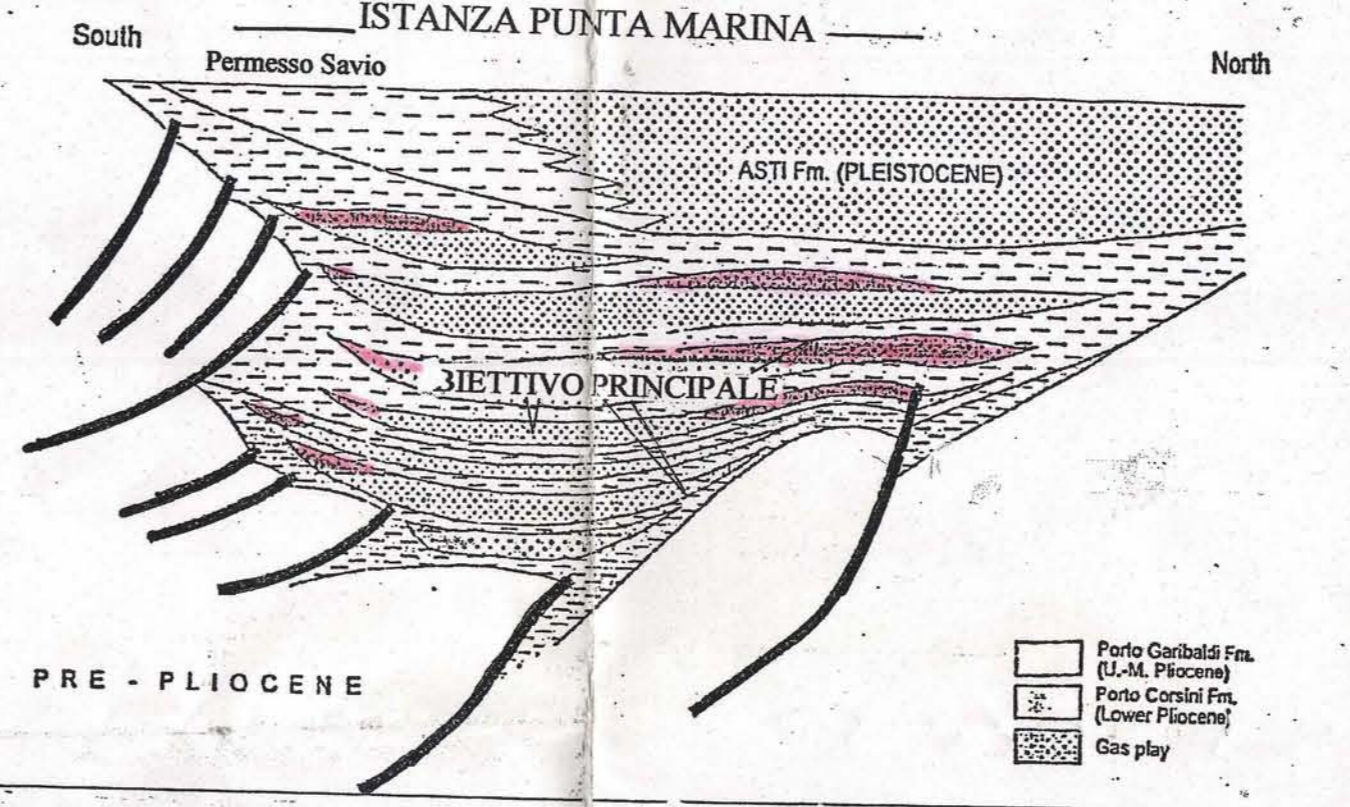 ISTANZA PUNTA MARINA
South
Permesso Savio
North
ASTI Fm. (PLEISTOCENE)
BIETTIVO PRINCIPALE
PRE - PLIOCENE
Porto Garibaldi Fm.
(U.-M. Pliocene)
Porto Corsini Fm.
(Lower Pliocene)
Gas play